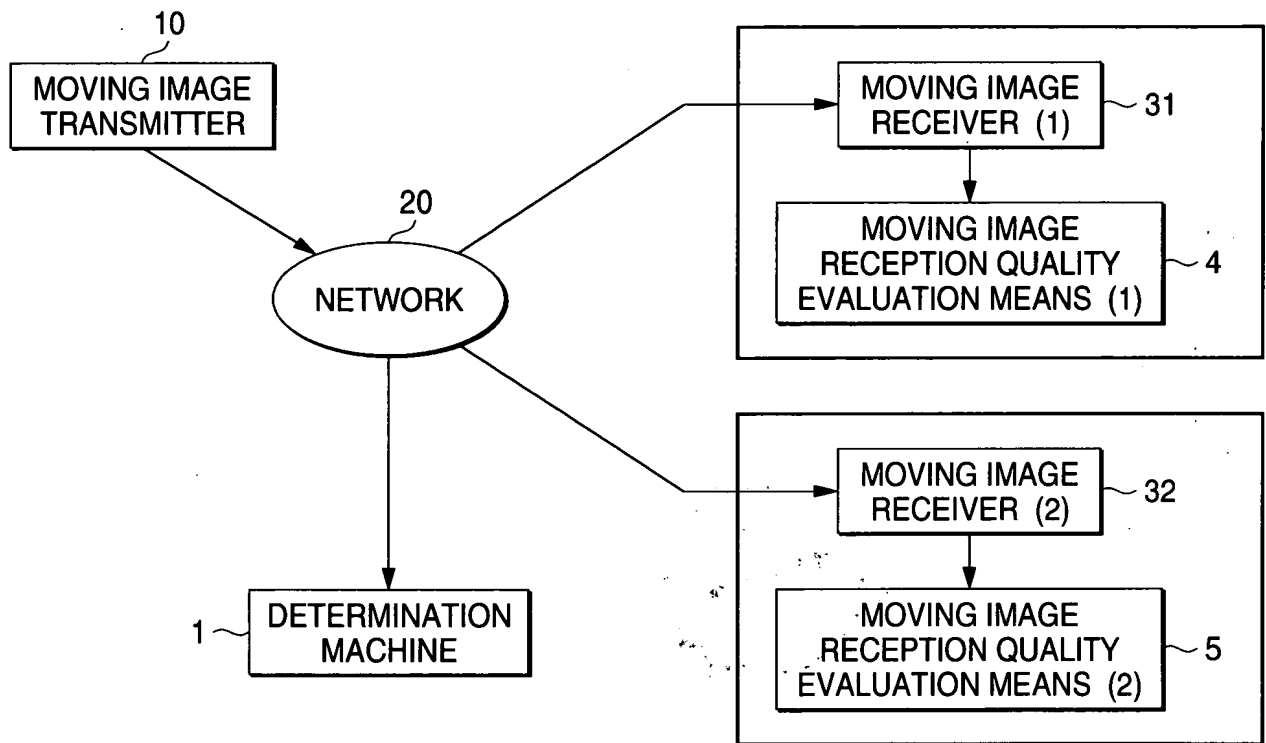 10
MOVING IMAGE
TRANSMITTER
20
NETWORK
1
DETERMINATION
MACHINE
MOVING IMAGE
RECEIVER (1)
31
MOVING IMAGE
RECEPTION QUALITY
EVALUATION MEANS (1)
4
MOVING IMAGE
RECEIVER (2)
32
MOVING IMAGE
RECEPTION QUALITY
EVALUATION MEANS (2)
5